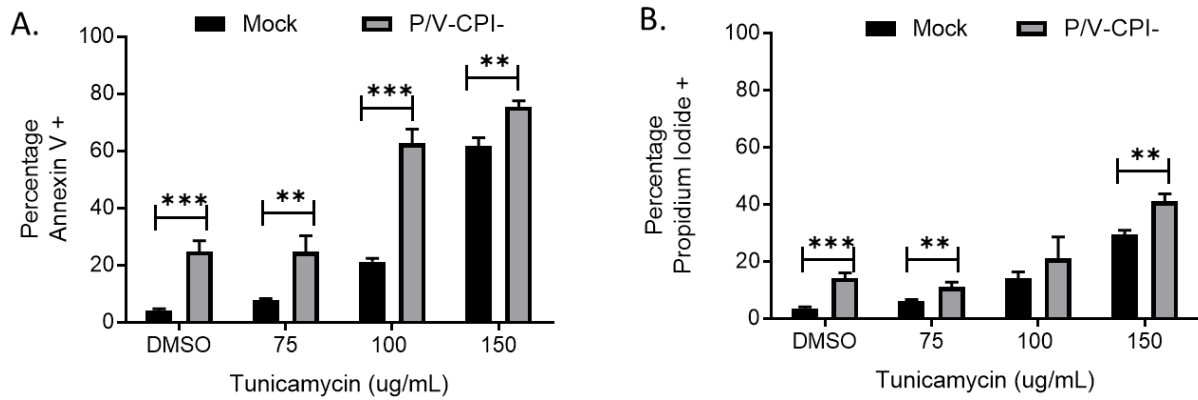 A.
Mock P/V-CPI-
100
80
60
40
20
0
Percentage
Annexin V +
***
**
***
**
DMSO 75 100 150
Tunicamycin (ug/mL)
B.
Mock P/V-CPI-
100
80
60
40
20
0
Percentage
Propidium Iodide +
***
**
**
DMSO 75 100 150
Tunicamycin (ug/mL)